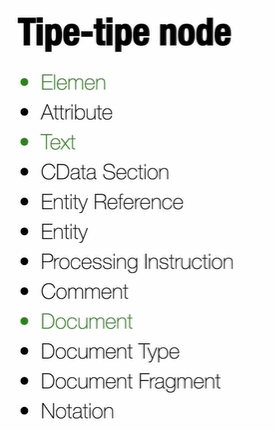 Tipe-tipe node
• Elemen
• Attribute
• Text
• CData Section
• Entity Reference
• Entity
• Processing Instruction
• Comment
• Document
• Document Type
• Document Fragment
• Notation